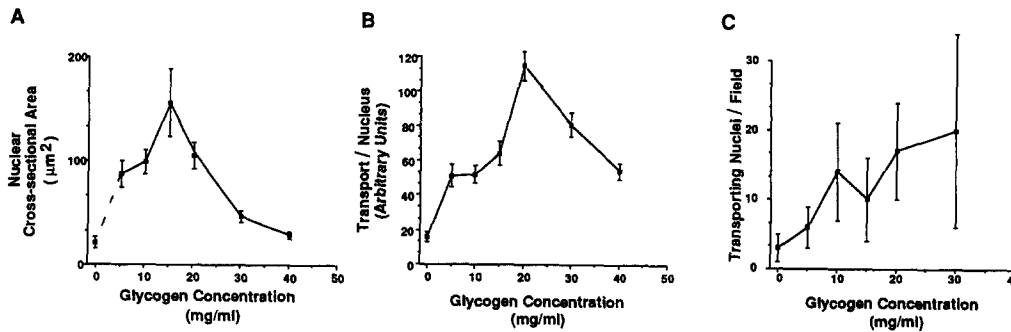 A
Nuclear
Cross-sectional Area
( µm²)
200
100
0
0
10
20
30
40
50
Glycogen Concentration
(mg/ml)
B
Transport / Nucleus
(Arbitrary Units)
120
100
80
60
40
20
0
0
10
20
30
40
50
Glycogen Concentration
(mg/ml)
C
Transporting Nuclei / Field
30
20
10
0
0
10
20
30
Glycogen Concentration
(mg/ml)